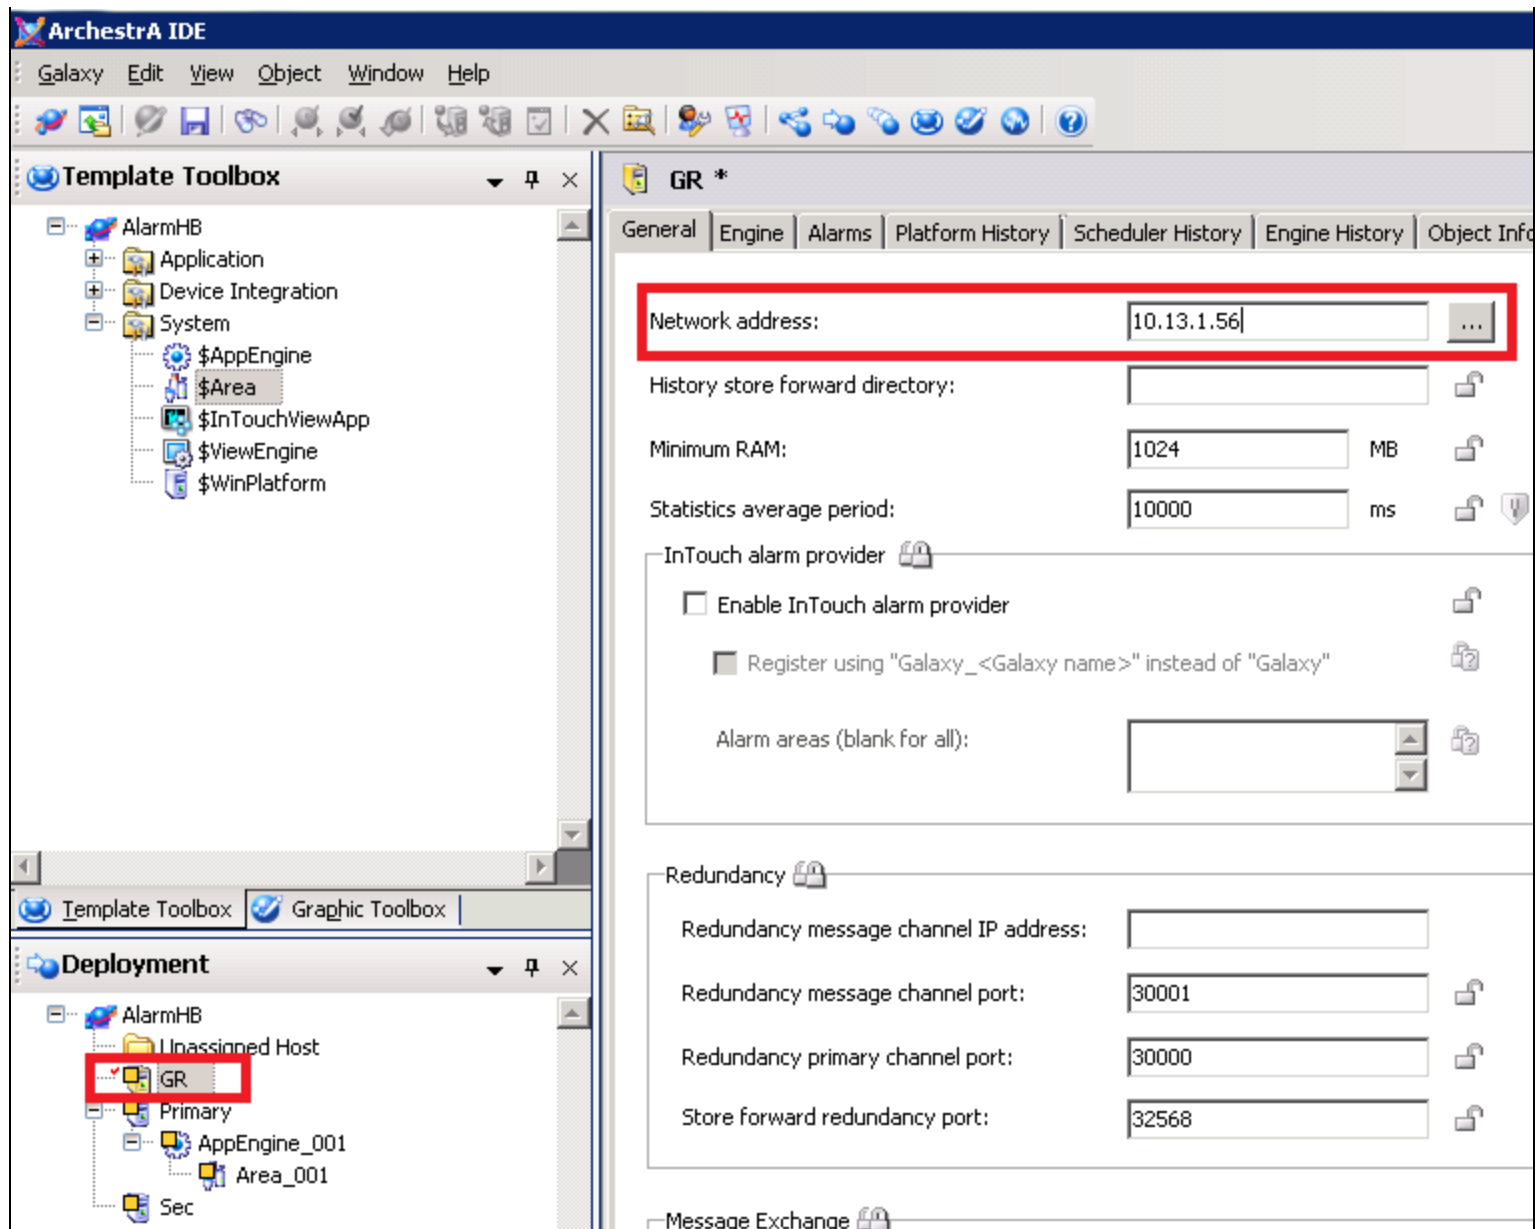 ArchestrA IDE
Galaxy Edit View Object Window Help
Template Toolbox
AlarmHB
Application
Device Integration
System
$AppEngine
$Area
$InTouchViewApp
$ViewEngine
$WinPlatform
Template Toolbox Graphic Toolbox
Deployment
AlarmHB
Unassigned Host
GR
Primary
AppEngine_001
Area_001
Sec
GR *
General Engine Alarms Platform History Scheduler History Engine History Object Info
Network address: 10.13.1.56 ...
History store forward directory:
Minimum RAM: 1024 MB
Statistics average period: 10000 ms
InTouch alarm provider
Enable InTouch alarm provider
Register using "Galaxy_<Galaxy name>" instead of "Galaxy"
Alarm areas (blank for all):
Redundancy
Redundancy message channel IP address:
Redundancy message channel port: 30001
Redundancy primary channel port: 30000
Store forward redundancy port: 32568
Message Exchange